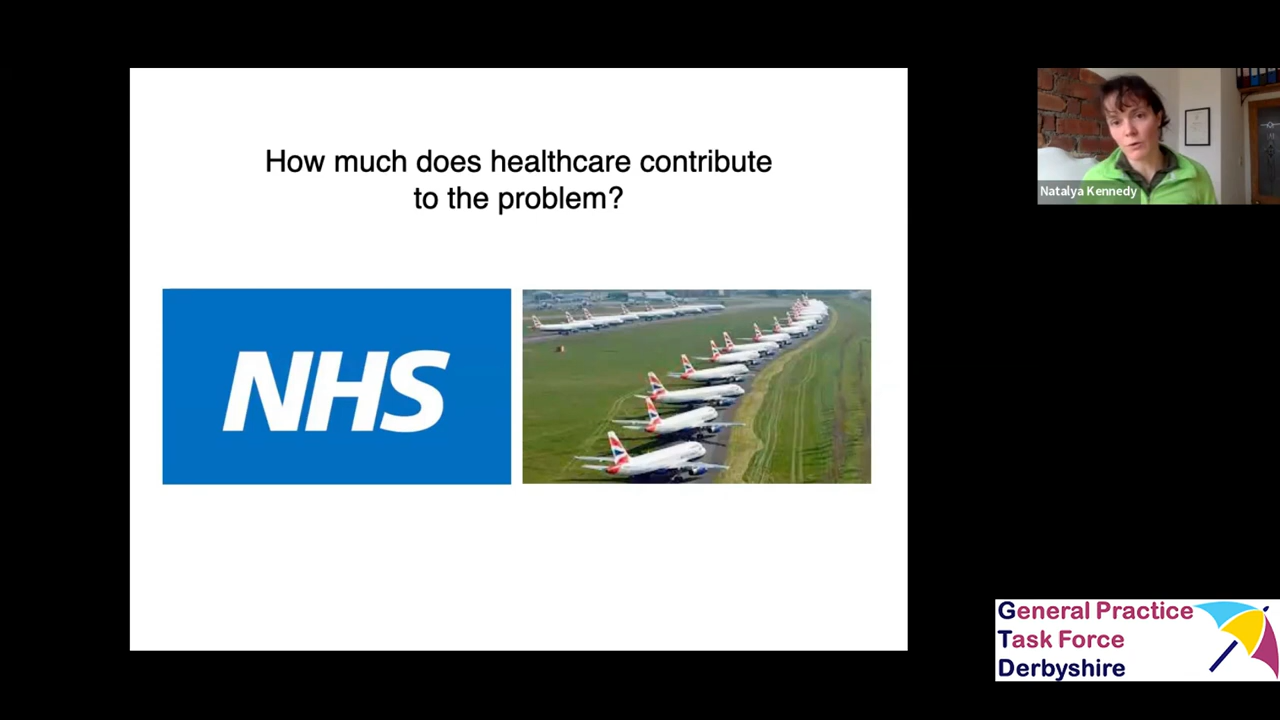 How much does healthcare contribute
to the problem?
NHS
Natalya Kennedy
General Practice
Task Force
Derbyshire